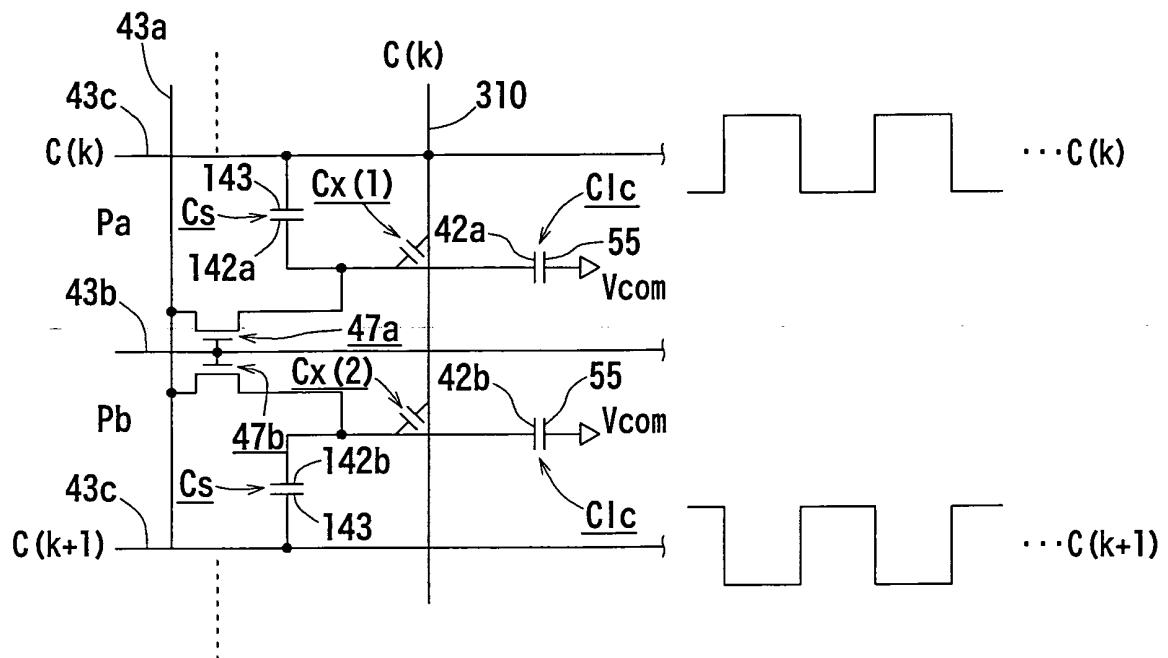 43a
C(k)
43c
310
C(k)
···C(k)
143
Cx(1)
Clc
Cs
Pa
42a
55
142a
Vcom
43b
47a
Cx(2)
42b
55
Pb
Vcom
47b
142b
Cs
43c
143
Clc
C(k+1)
···C(k+1)